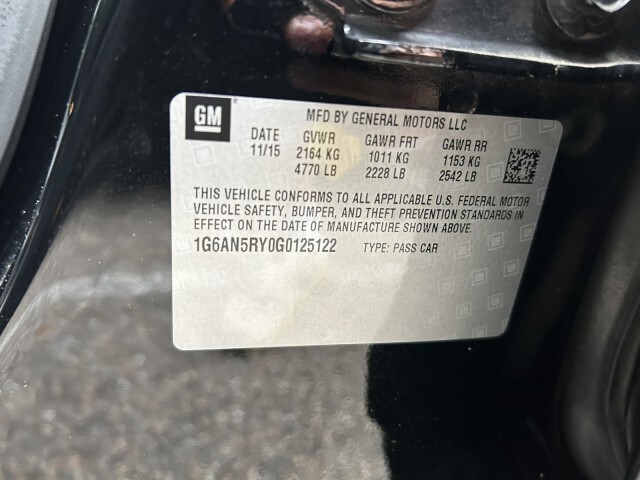 GM
MFD BY GENERAL MOTORS LLC
DATE GVWR GAWR FRT GAWR RR
11/15 2164 KG 1011 KG 1153 KG
4770 LB 2228 LB 2542 LB
THIS VEHICLE CONFORMS TO ALL APPLICABLE U.S. FEDERAL MOTOR
VEHICLE SAFETY, BUMPER, AND THEFT PREVENTION STANDARDS IN
EFFECT ON THE DATE OF MANUFACTURE SHOWN ABOVE.
1G6AN5RY0G0125122 TYPE: PASS CAR